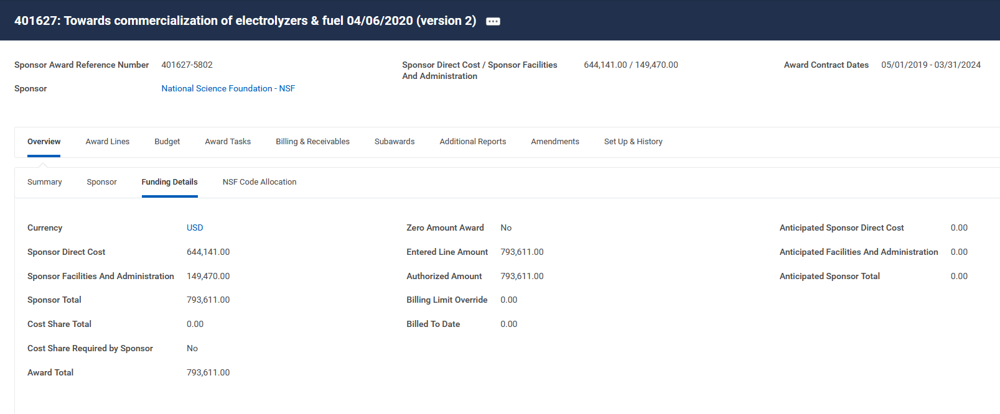 401627: Towards commercialization of electrolyzers & fuel 04/06/2020 (version 2)
Sponsor Award Reference Number 401627-5802
Sponsor National Science Foundation - NSF
Sponsor Direct Cost / Sponsor Facilities And Administration 644,141.00 / 149,470.00
Award Contract Dates 05/01/2019 - 03/31/2024
Overview Award Lines Budget Award Tasks Billing & Receivables Subawards Additional Reports Amendments Set Up & History
Summary Sponsor Funding Details NSF Code Allocation
Currency USD
Sponsor Direct Cost 644,141.00
Sponsor Facilities And Administration 149,470.00
Sponsor Total 793,611.00
Cost Share Total 0.00
Cost Share Required by Sponsor No
Award Total 793,611.00
Zero Amount Award No
Entered Line Amount 793,611.00
Authorized Amount 793,611.00
Billing Limit Override 0.00
Billed To Date 0.00
Anticipated Sponsor Direct Cost 0.00
Anticipated Facilities And Administration 0.00
Anticipated Sponsor Total 0.00